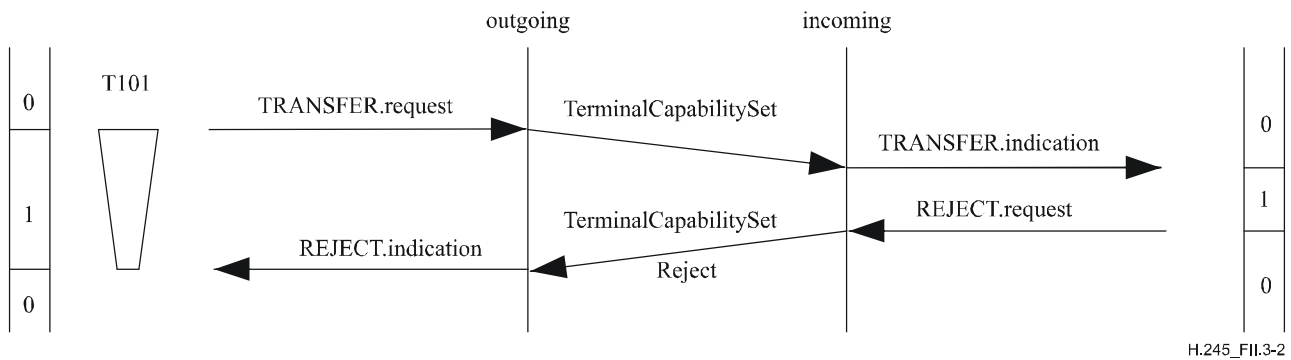 outgoing
incoming
T101
0
TRANSFER.request
TerminalCapabilitySet
0
TRANSFER.indication
1
1
TerminalCapabilitySet
REJECT.request
REJECT.indication
Reject
0
0
H.245_FII.3-2